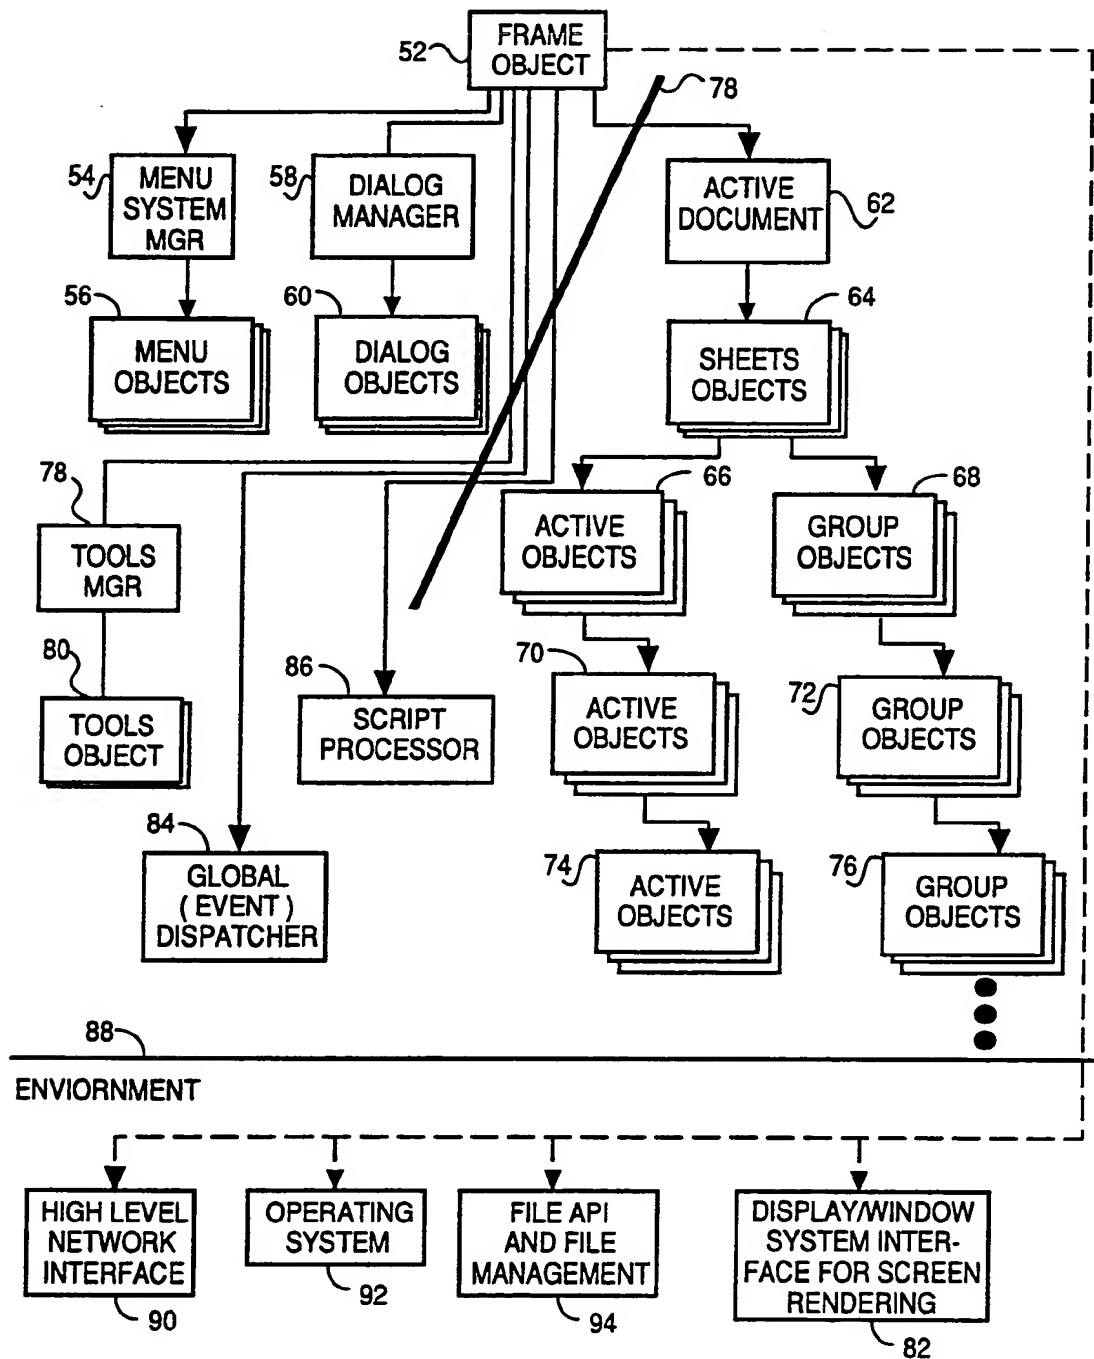 FRAME
OBJECT
52
78
54
MENU
SYSTEM
MGR
58
DIALOG
MANAGER
ACTIVE
DOCUMENT
62
56
MENU
OBJECTS
60
DIALOG
OBJECTS
64
SHEETS
OBJECTS
78
TOOLS
MGR
66
ACTIVE
OBJECTS
68
GROUP
OBJECTS
80
TOOLS
OBJECT
86
SCRIPT
PROCESSOR
70
ACTIVE
OBJECTS
72
GROUP
OBJECTS
84
GLOBAL
( EVENT )
DISPATCHER
74
ACTIVE
OBJECTS
76
GROUP
OBJECTS
88
ENVIORNMENT
HIGH LEVEL
NETWORK
INTERFACE
90
OPERATING
SYSTEM
92
FILE API
AND FILE
MANAGEMENT
94
DISPLAY/WINDOW
SYSTEM INTER-
FACE FOR SCREEN
RENDERING
82